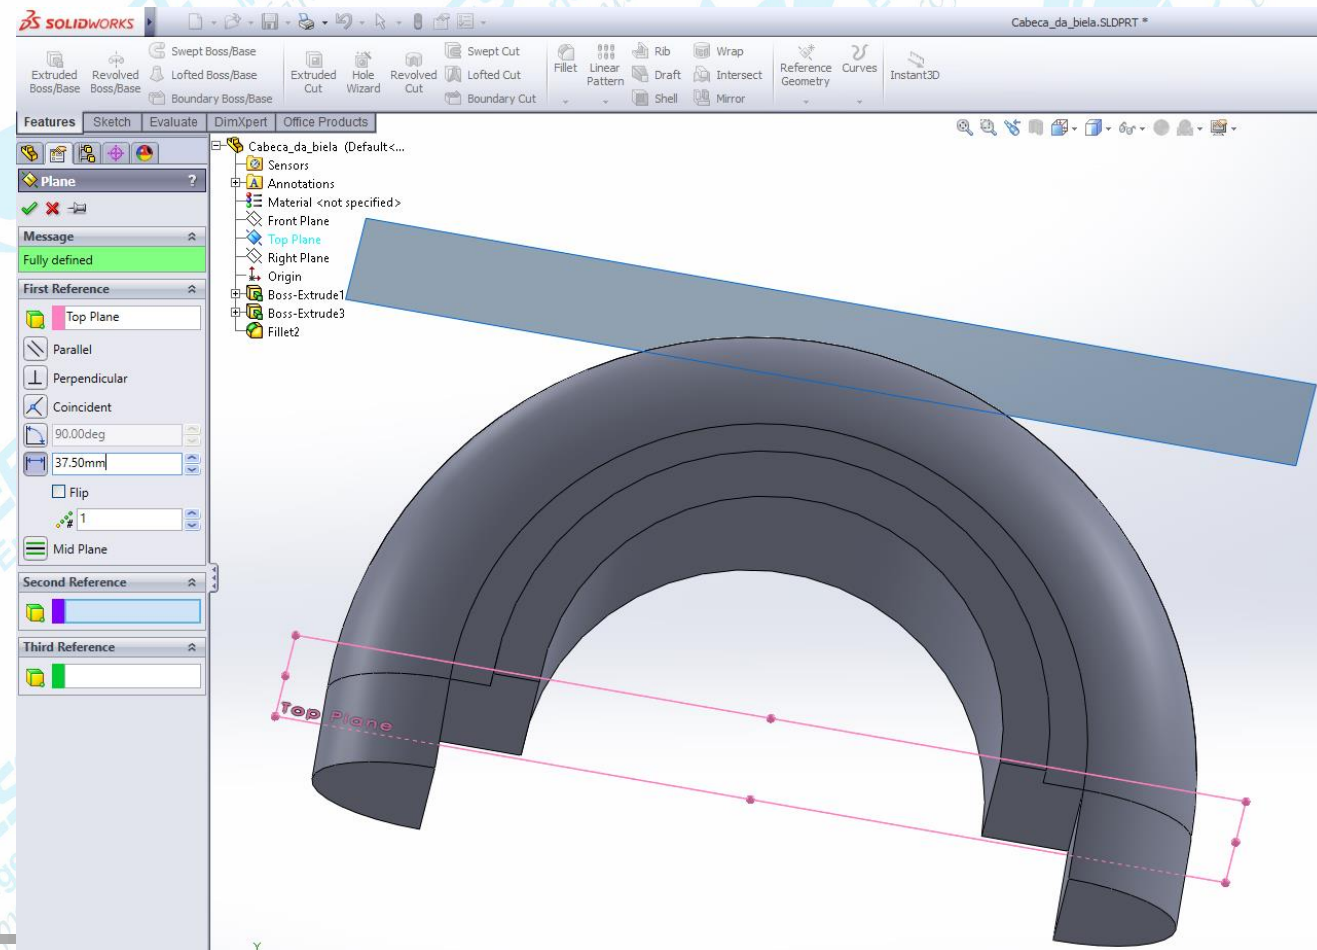 SOLIDWORKS
Cabeca_da_biela.SLDPRT *
Extruded Boss/Base
Revolved Boss/Base
Swept Boss/Base
Lofted Boss/Base
Boundary Boss/Base
Extruded Cut
Hole Wizard
Revolved Cut
Swept Cut
Lofted Cut
Boundary Cut
Fillet
Linear Pattern
Rib
Draft
Shell
Wrap
Intersect
Mirror
Reference Geometry
Curves
Instant3D
Features
Sketch
Evaluate
DimXpert
Office Products
Plane
?
Message
Fully defined
First Reference
Top Plane
Parallel
Perpendicular
Coincident
90.00deg
37.50mm
Flip
1
Mid Plane
Second Reference
Third Reference
Cabeca_da_biela (Default<...
Sensors
Annotations
Material <not specified>
Front Plane
Top Plane
Right Plane
Origin
Boss-Extrude1
Boss-Extrude3
Fillet2
Top Plane
Y